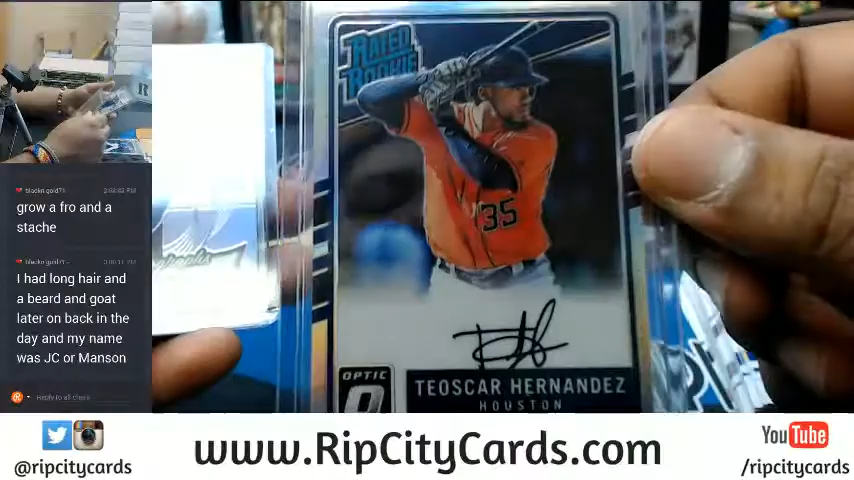 RATED
ROOKIE
35
OPTIC
TEOSCAR HERNANDEZ
HOUSTON
grow a fro and a
stache
I had long hair and
a beard and goat
later on back in the
day and my name
was JC or Manson
@ripcitycards
www.RipCityCards.com
YouTube
/ripcitycards